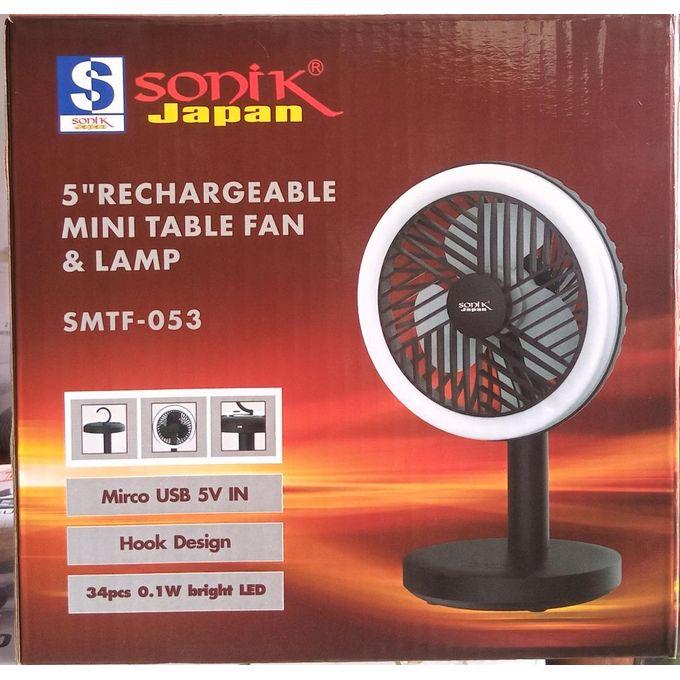 S
SONIK
Japan
SONIK®
Japan
5"RECHARGEABLE
MINI TABLE FAN
& LAMP
SMTF-053
SONIK
Japan
Mirco USB 5V IN
Hook Design
34pcs 0.1W bright LED